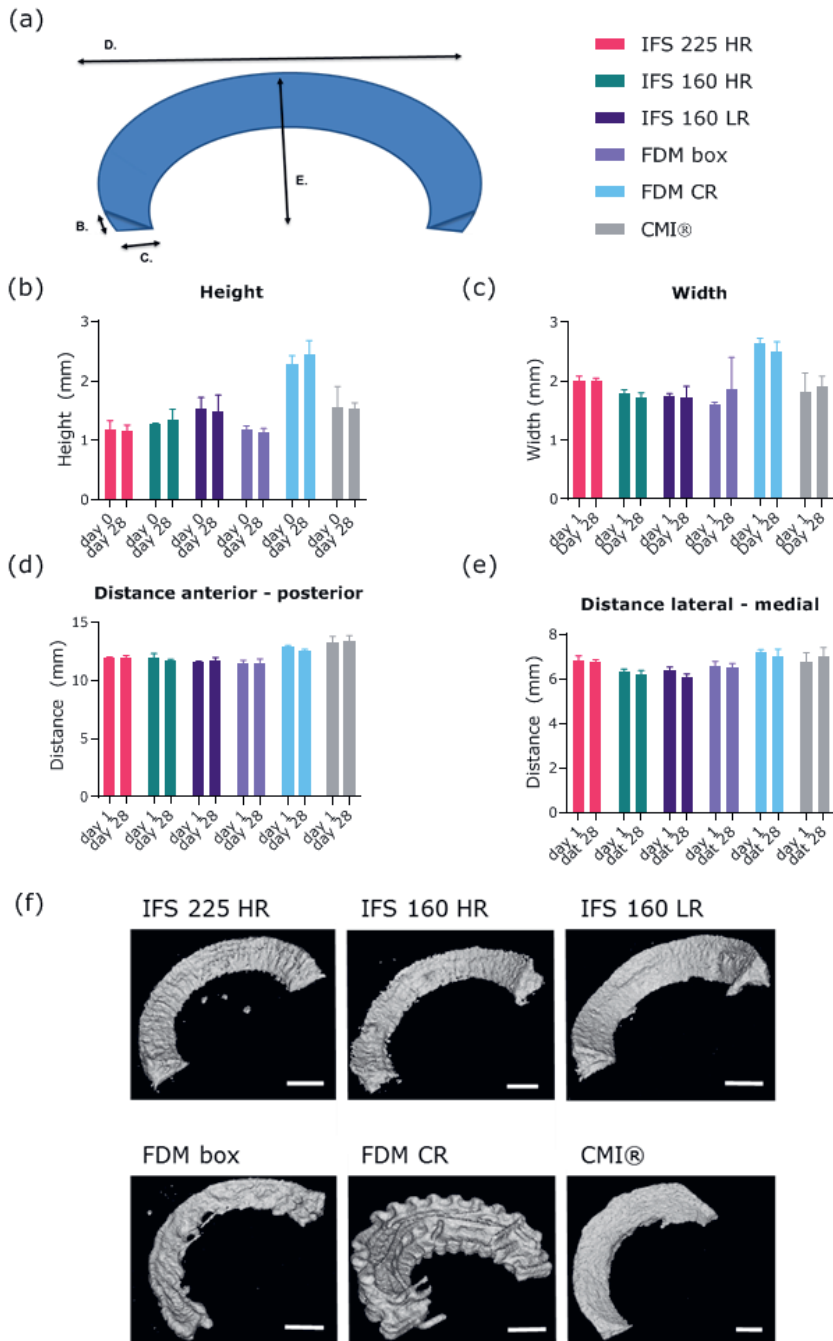 (a)
D.
E.
B.
C.
IFS 225 HR
IFS 160 HR
IFS 160 LR
FDM box
FDM CR
CMI®
(b)
Height
Height (mm)
3
2
1
0
day 0
day 28
day 0
day 28
day 0
day 28
day 0
day 28
day 0
day 28
day 0
day 28
(c)
Width
Width (mm)
3
2
1
0
day 1
Day 28
day 1
Day 28
day 1
Day 28
day 1
Day 28
day 1
Day 28
day 1
Day 28
(d)
Distance anterior - posterior
Distance (mm)
15
10
5
0
day 1
day 28
day 1
day 28
day 1
day 28
day 1
day 28
day 1
day 28
day 1
day 28
(e)
Distance lateral - medial
Distance (mm)
8
6
4
2
0
day 1
dat 28
day 1
dat 28
day 1
dat 28
day 1
dat 28
day 1
dat 28
day 1
dat 28
(f)
IFS 225 HR
IFS 160 HR
IFS 160 LR
FDM box
FDM CR
CMI®